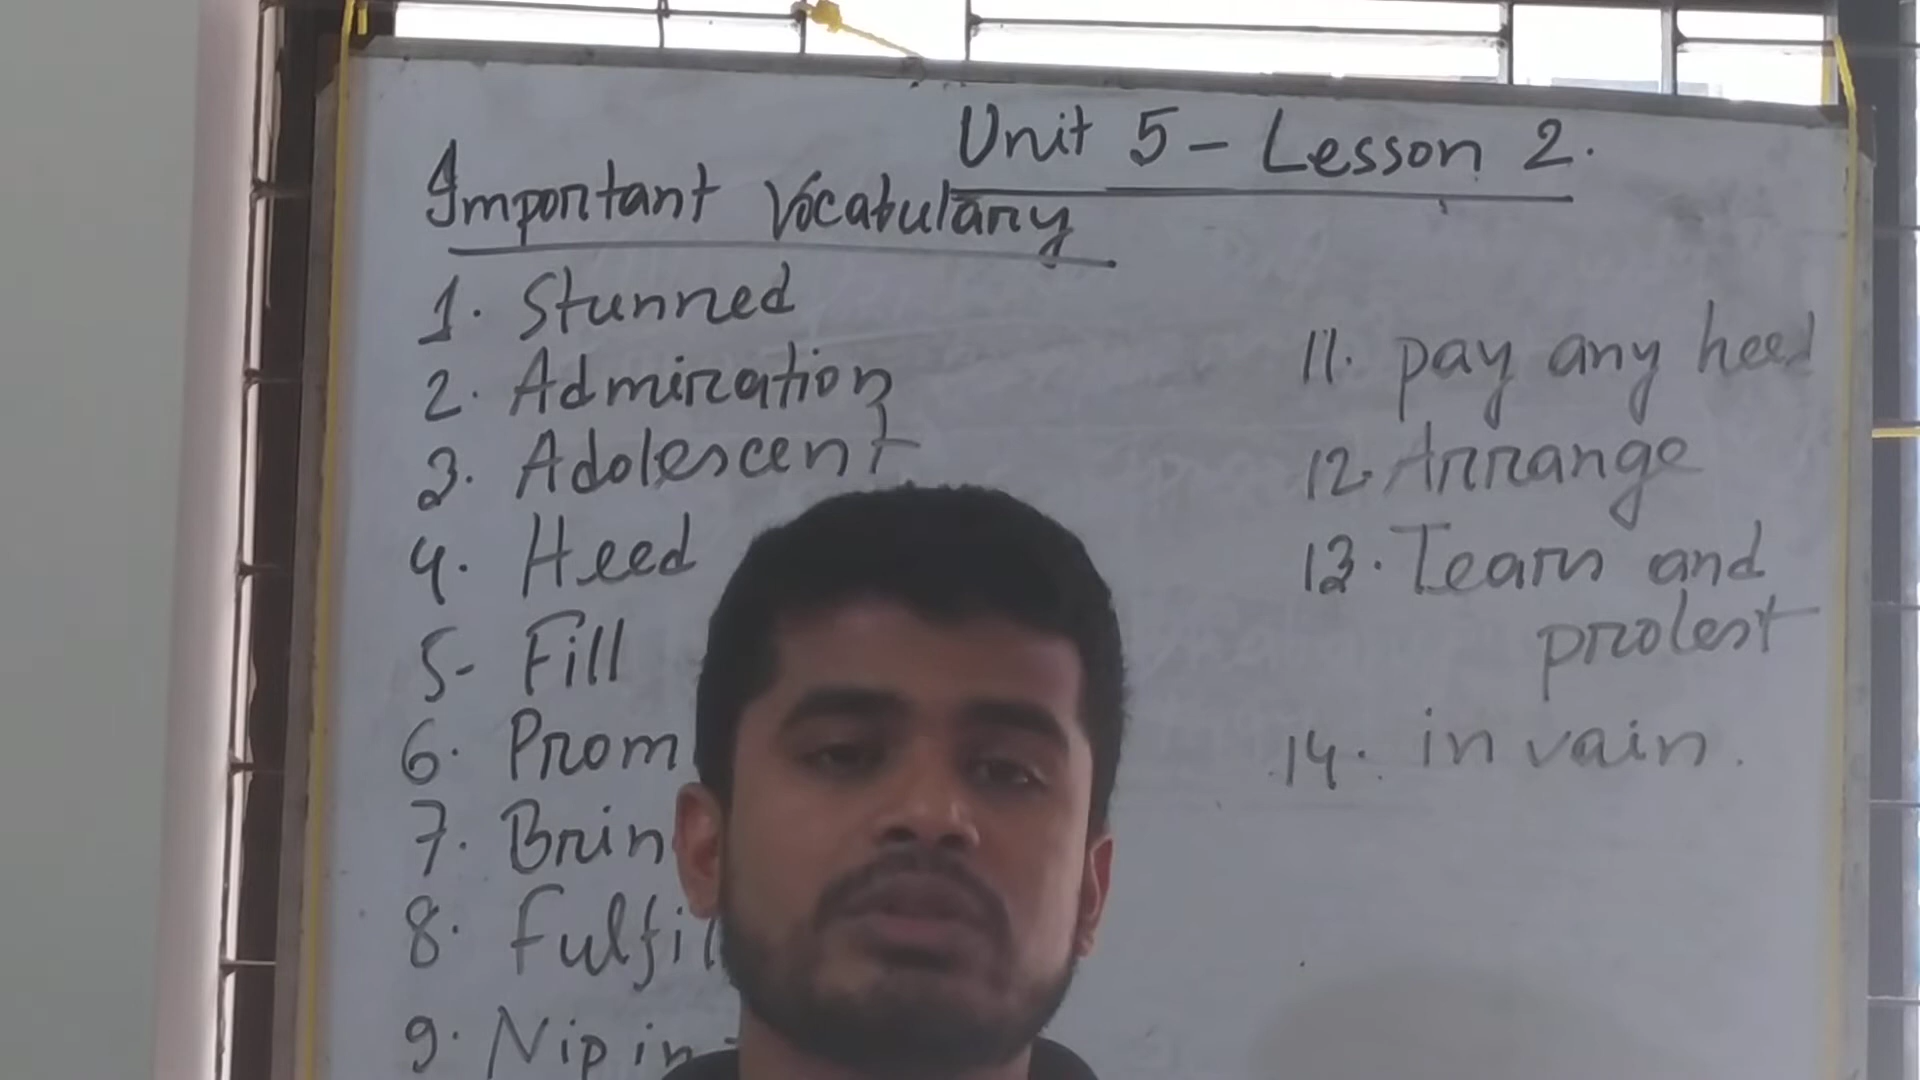 Unit 5 - Lesson 2.
Important Vocabulary
1. Stunned
2. Admiration
3. Adolescent
4. Heed
5- Fill
6. Prom
7. Brin
8. Fulfil
9. Nip in
11. pay any heed
12. Arrange
13. Tears and
protest
14. in vain.